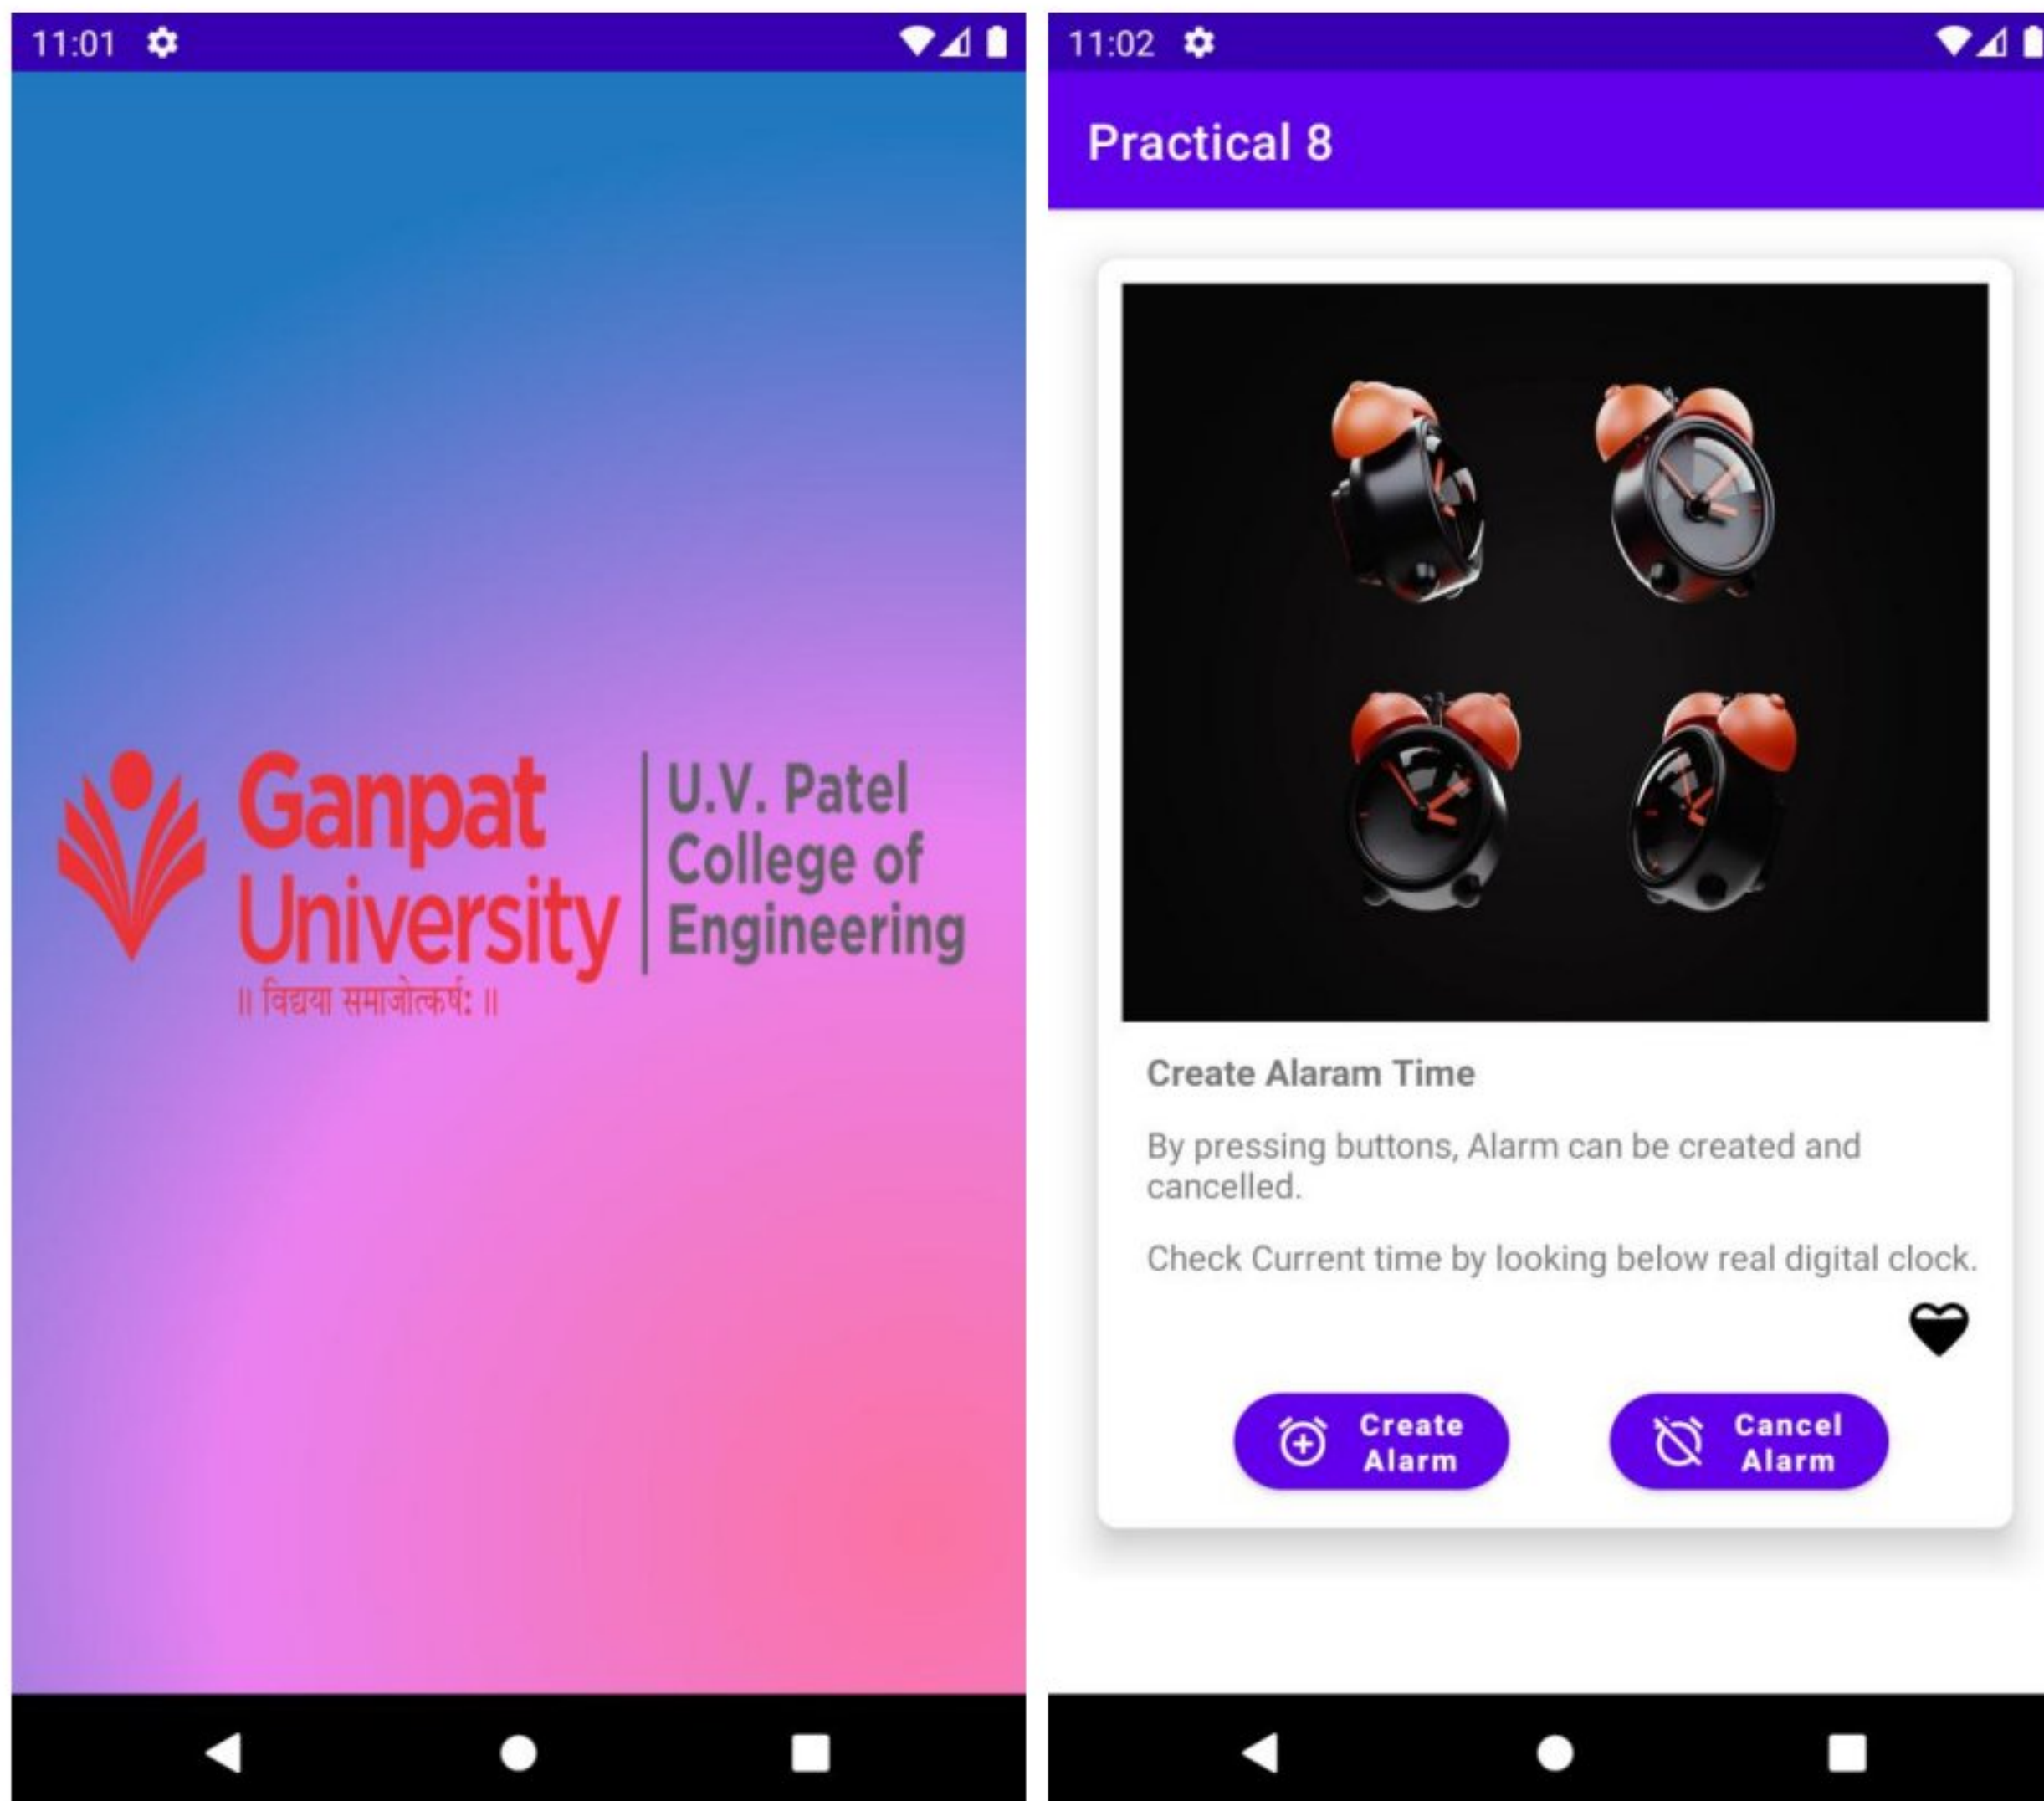 11:01
Ganpat
University
॥ विद्यया समाजोत्कर्ष: ॥
U.V. Patel
College of
Engineering
11:02
Practical 8
Create Alaram Time
By pressing buttons, Alarm can be created and
cancelled.
Check Current time by looking below real digital clock.
Create
Alarm
Cancel
Alarm